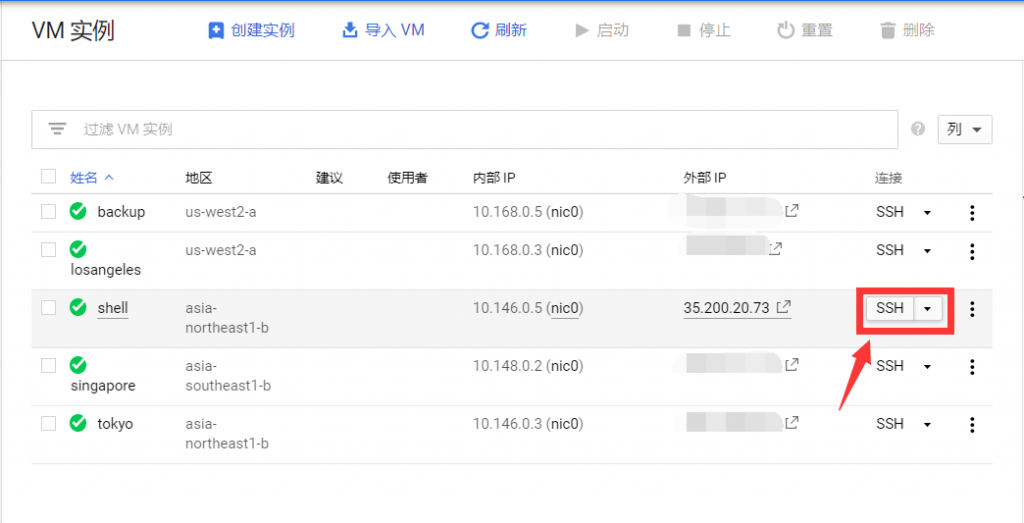 VM 实例 创建实例 导入 VM 刷新 启动 停止 重置 删除
过滤 VM 实例 列
姓名 地区 建议 使用者 内部 IP 外部 IP 连接
backup us-west2-a 10.168.0.5 (nic0) SSH
us-west2-a 10.168.0.3 (nic0) SSH
losangeles
shell asia- 10.146.0.5 (nic0) 35.200.20.73 SSH
northeast1-b
asia- 10.148.0.2 (nic0) SSH
singapore southeast1-b
tokyo asia- 10.146.0.3 (nic0) SSH
northeast1-b